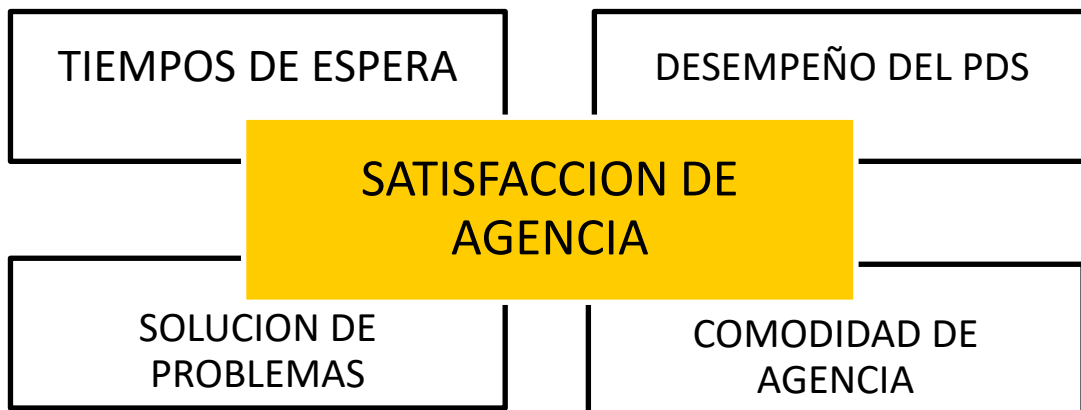 TIEMPOS DE ESPERA
DESEMPEÑO DEL PDS
SATISFACCION DE
AGENCIA
SOLUCION DE
PROBLEMAS
COMODIDAD DE
AGENCIA